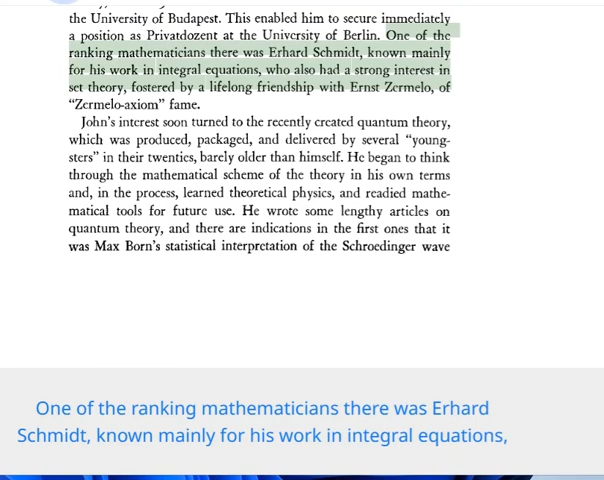 the University of Budapest. This enabled him to secure immediately
a position as Privatdozent at the University of Berlin. One of the
ranking mathematicians there was Erhard Schmidt, known mainly
for his work in integral equations, who also had a strong interest in
set theory, fostered by a lifelong friendship with Ernst Zermelo, of
“Zermelo-axiom” fame.
John’s interest soon turned to the recently created quantum theory,
which was produced, packaged, and delivered by several “young-
sters” in their twenties, barely older than himself. He began to think
through the mathematical scheme of the theory in his own terms
and, in the process, learned theoretical physics, and readied mathe-
matical tools for future use. He wrote some lengthy articles on
quantum theory, and there are indications in the first ones that it
was Max Born’s statistical interpretation of the Schroedinger wave
One of the ranking mathematicians there was Erhard
Schmidt, known mainly for his work in integral equations,